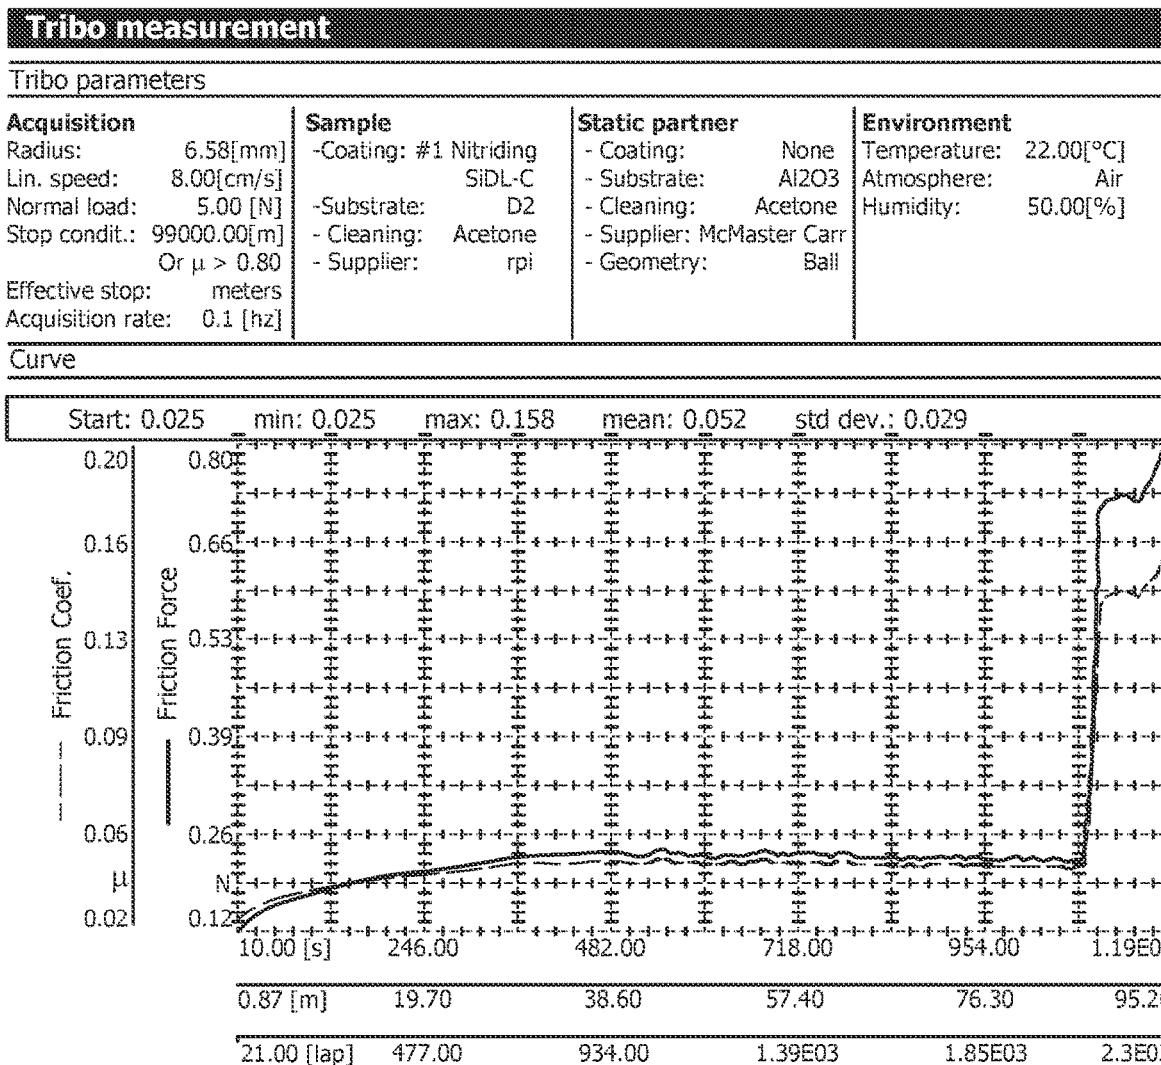 Tribo measurement
Tribo parameters
Acquisition
Radius: 6.58[mm]
Lin. speed: 8.00[cm/s]
Normal load: 5.00 [N]
Stop condit.: 99000.00[m]
Or μ > 0.80
Effective stop: meters
Acquisition rate: 0.1 [hz]
Sample
-Coating: #1 Nitriding
SiDL-C
-Substrate: D2
- Cleaning: Acetone
- Supplier: rpi
Static partner
- Coating: None
- Substrate: Al2O3
- Cleaning: Acetone
- Supplier: McMaster Carr
- Geometry: Ball
Environment
Temperature: 22.00[°C]
Atmosphere: Air
Humidity: 50.00[%]
Curve
Start: 0.025 min: 0.025 max: 0.158 mean: 0.052 std dev.: 0.029
0.20 0.80
0.16 0.66
0.13 0.53
0.09 0.39
0.06 0.26
μ N
0.02 0.12
Friction Coef.
Friction Force
10.00 [s] 246.00 482.00 718.00 954.00 1.19E0
0.87 [m] 19.70 38.60 57.40 76.30 95.2
21.00 [lap] 477.00 934.00 1.39E03 1.85E03 2.3E0